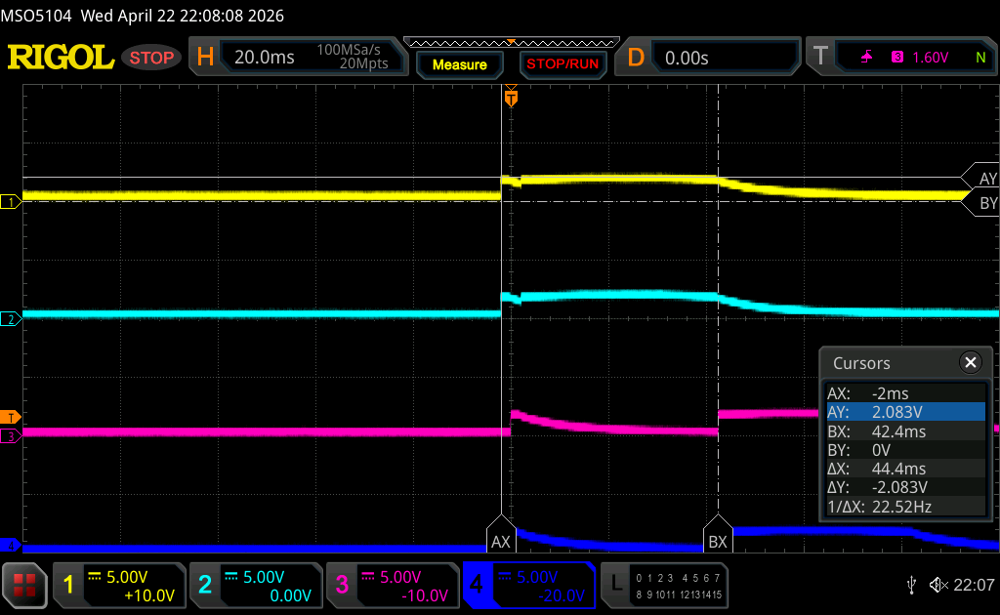 MSO5104 Wed April 22 22:08:08 2026
RIGOL STOP H 20.0ms 100MSa/s 20Mpts Measure STOP/RUN D 0.00s T 3 1.60V N
T
1
AY
BY
2
T
3
4
AX BX
Cursors
AX: -2ms
AY: 2.083V
BX: 42.4ms
BY: 0V
ΔX: 44.4ms
ΔY: -2.083V
1/ΔX: 22.52Hz
1 5.00V +10.0V 2 5.00V 0.00V 3 5.00V -10.0V 4 5.00V -20.0V L 0 1 2 3 4 5 6 7
8 9 10 11 12 13 14 15
22:07